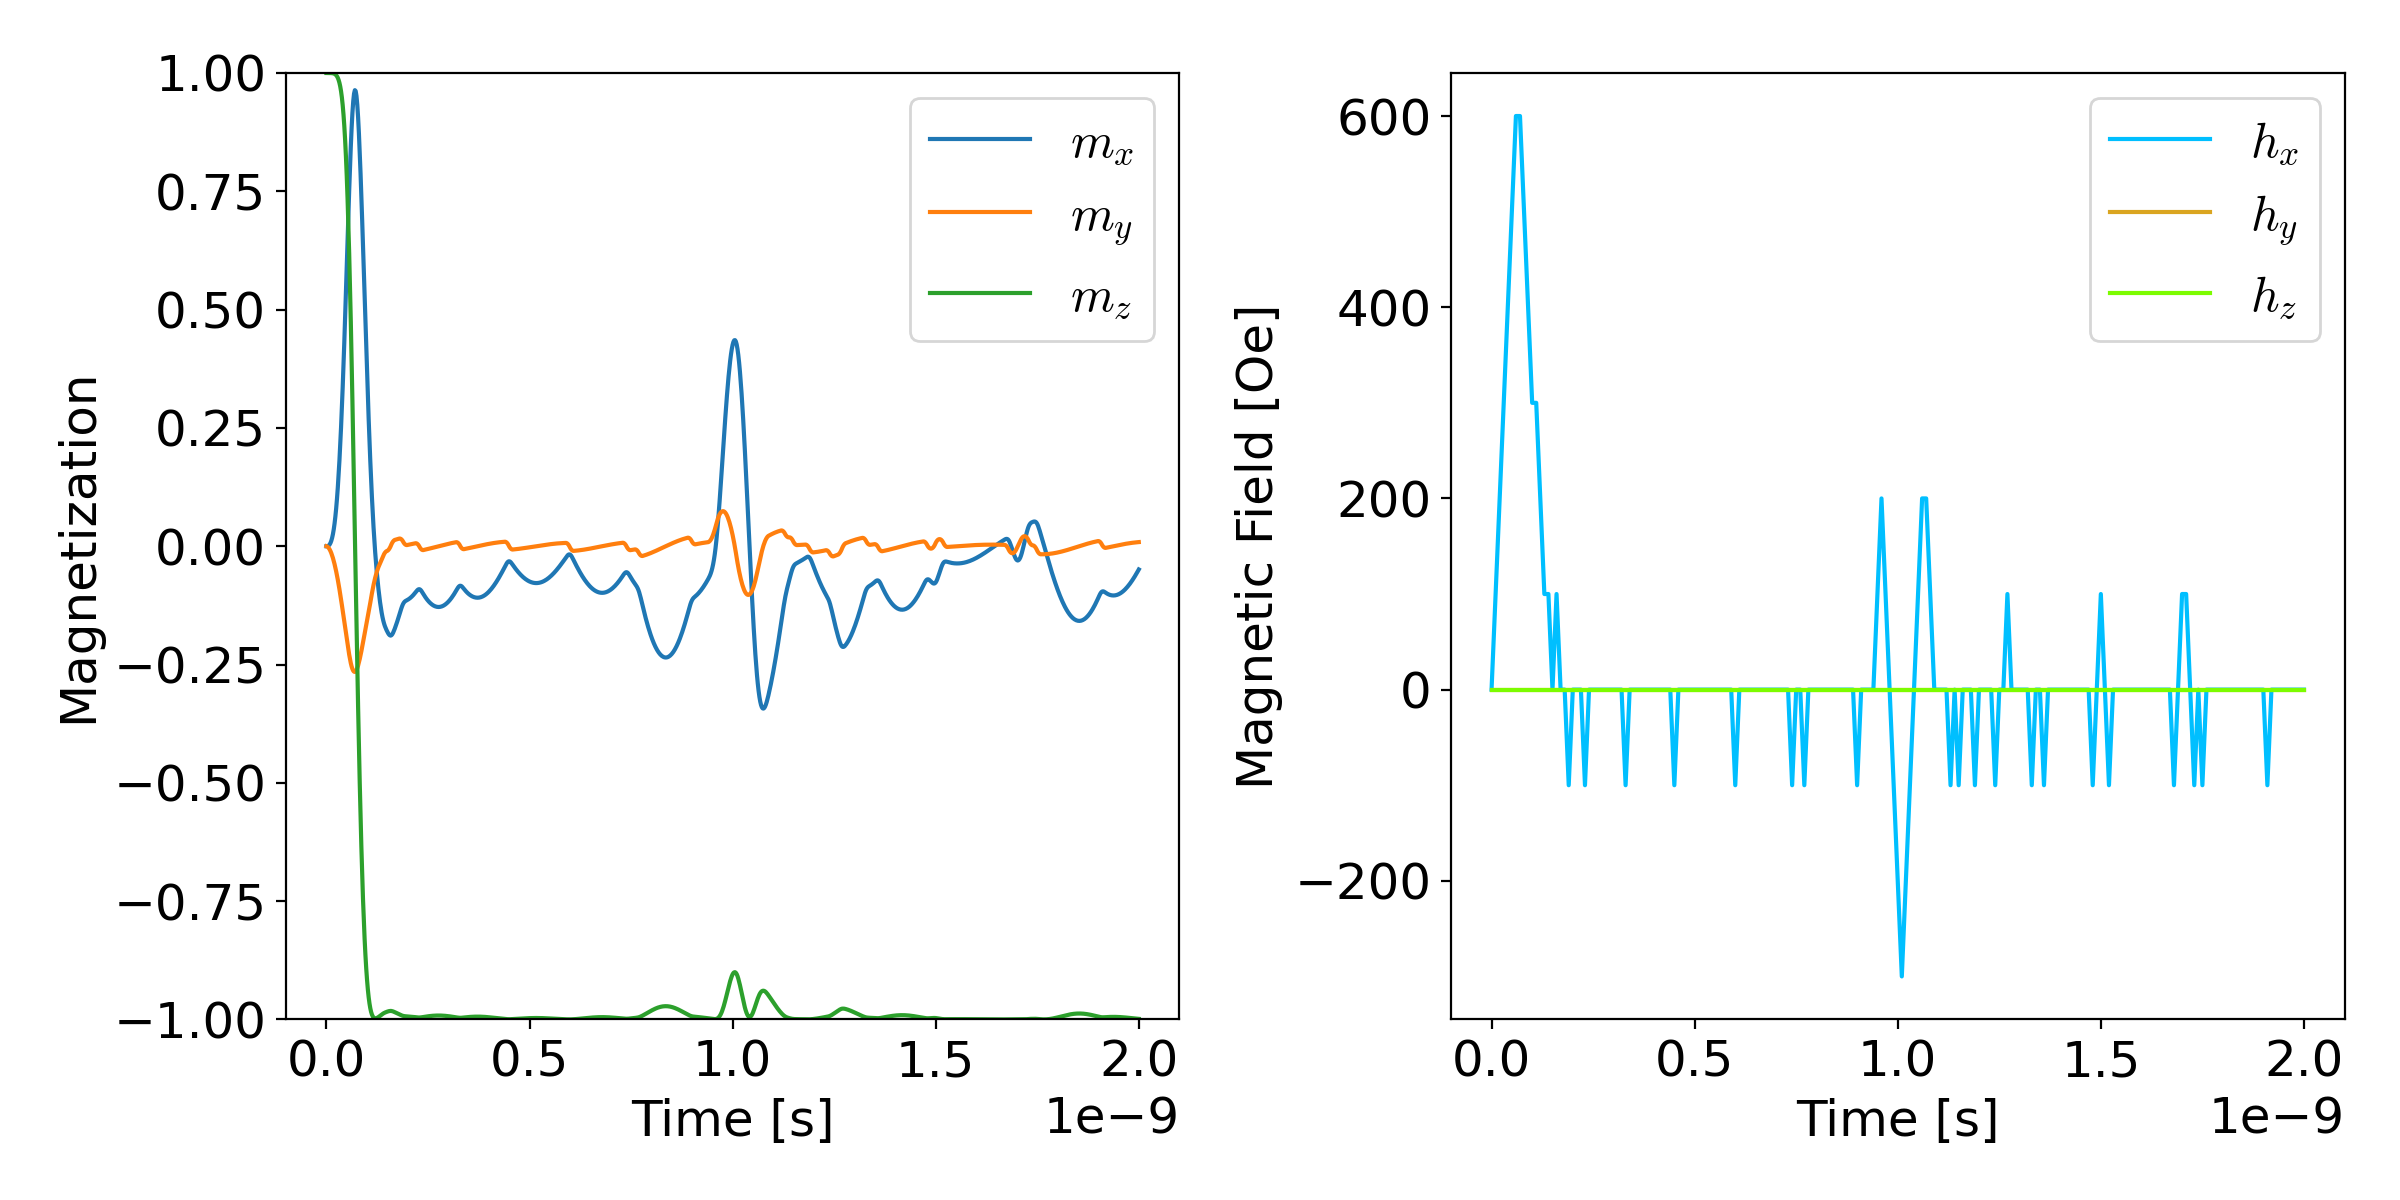 Magnetization
1.00
0.75
0.50
0.25
0.00
−0.25
−0.50
−0.75
−1.00
0.0 0.5 1.0 1.5 2.0
Time [s]
1e−9
m_x
m_y
m_z
Magnetic Field [Oe]
600
400
200
0
−200
0.0 0.5 1.0 1.5 2.0
Time [s]
1e−9
h_x
h_y
h_z